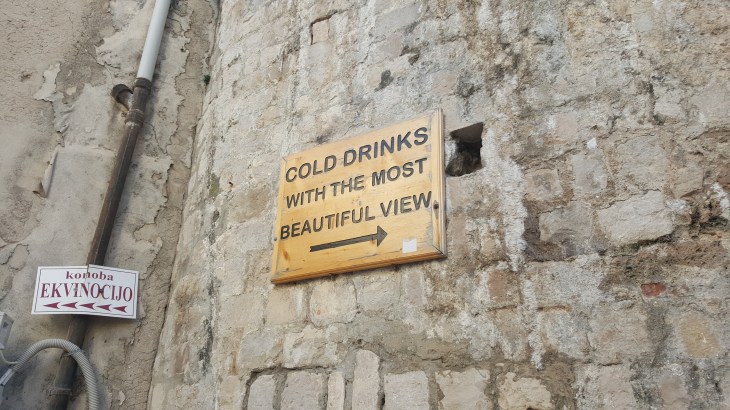 COLD DRINKS
WITH THE MOST
BEAUTIFUL VIEW
konoba
EKVINOCIJO